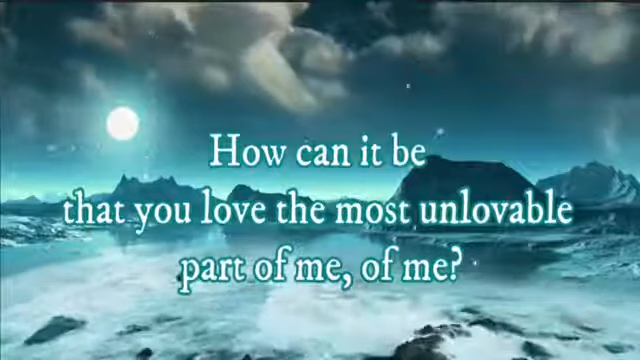 How can it be
that you love the most unlovable
part of me, of me?